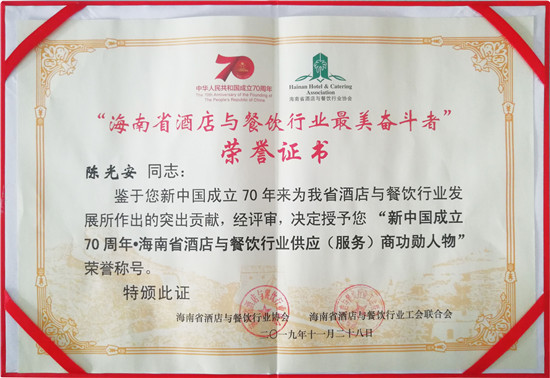 70
中华人民共和国成立70周年
The 70th Anniversary of the Founding of
The People's Republic of China
Hainan Hotel & Catering
Association
海南省酒店与餐饮行业协会
“海南省酒店与餐饮行业最美奋斗者”
荣誉证书
陈光安 同志：
鉴于您新中国成立70年来为我省酒店与餐饮行业发
展所作出的突出贡献，经评审，决定授予您“新中国成立
70周年•海南省酒店与餐饮行业供应（服务）商功勋人物”
荣誉称号。
特颁此证
海南省酒店与餐饮行业协会 海南省酒店与餐饮行业工会联合会
二〇一九年十一月二十八日